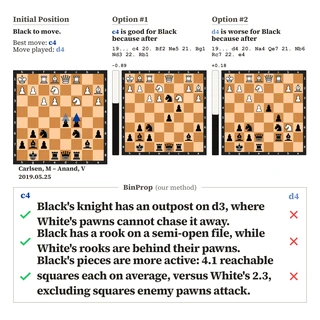 Initial Position
Option #1
Option #2
Black to move.
Best move: c4
Move played: d4
c4 is good for Black
because after
19... c4 20. Bf2 Ne5 21. Bg1
Nd3 22. Rb1
d4 is worse for Black
because after
19... d4 20. Na4 Qe7 21. Nb6
Rc7 22. e4
-0.89
+0.18
Carlsen, M – Anand, V
2019.05.25
BinProp (our method)
c4
d4
Black's knight has an outpost on d3, where
White's pawns cannot chase it away.
Black has a rook on a semi-open file, while
White's rooks are behind their pawns.
Black's pieces are more active: 4.1 reachable
squares each on average, versus White's 2.3,
excluding squares enemy pawns attack.